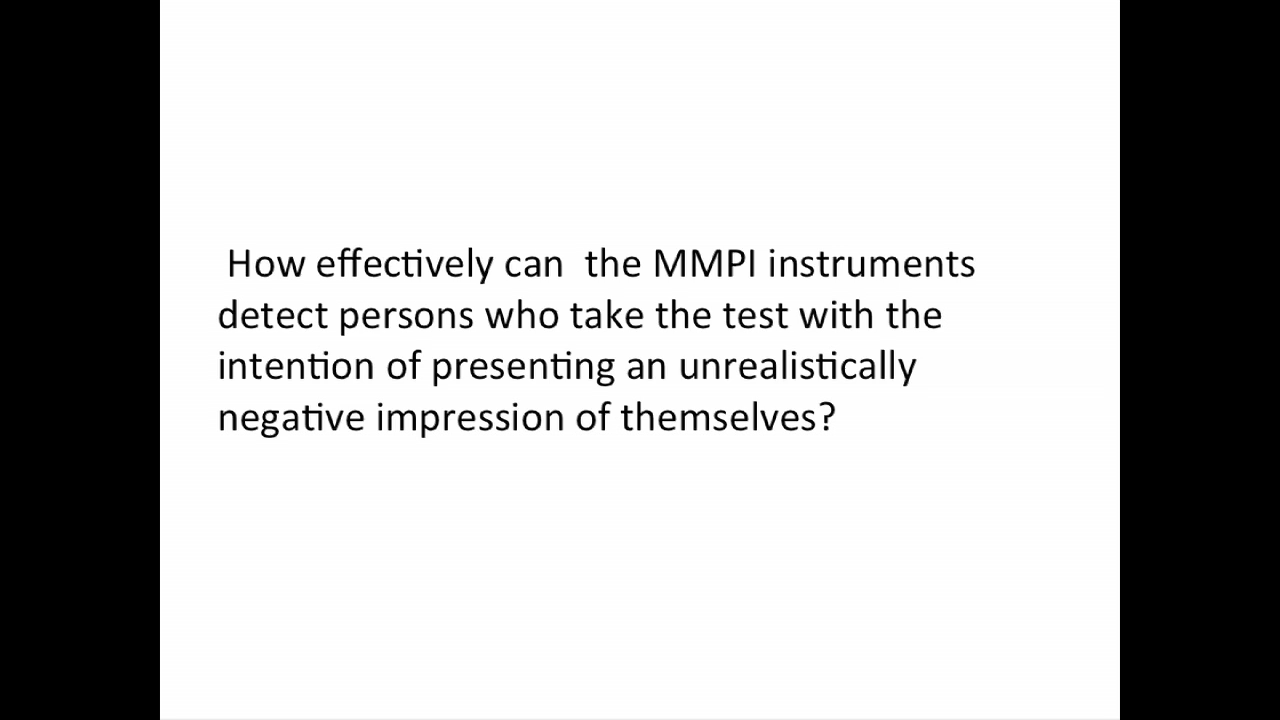 How effectively can  the MMPI instruments
detect persons who take the test with the
intention of presenting an unrealistically
negative impression of themselves?